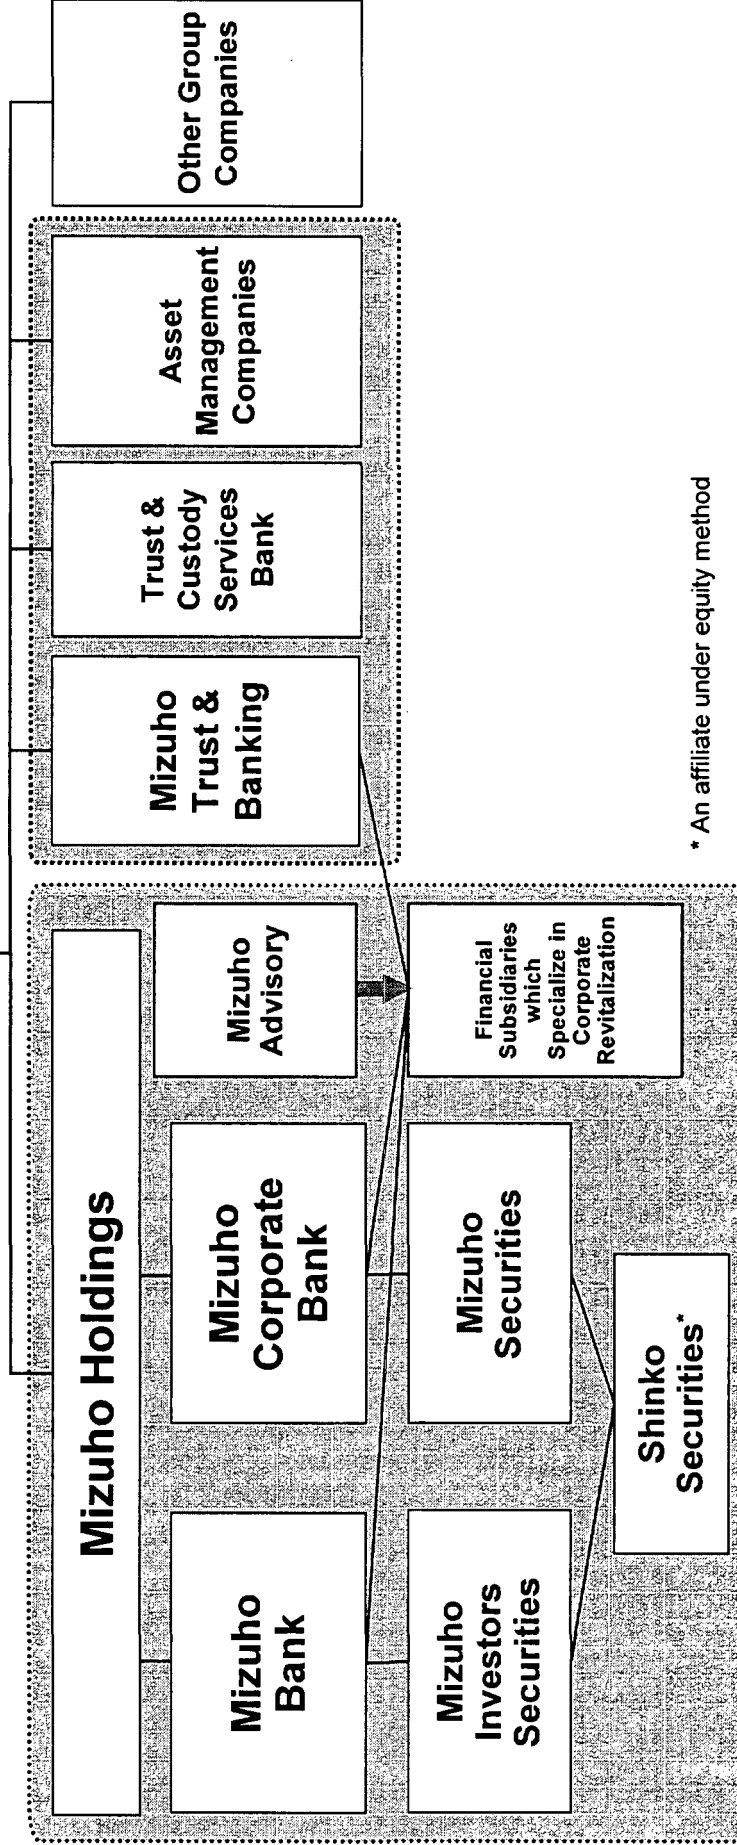 Mizuho Holdings
Mizuho
Bank
Mizuho
Corporate
Bank
Mizuho
Advisory
Mizuho
Investors
Securities
Mizuho
Securities
Financial
Subsidiaries
which
Specialize in
Corporate
Revitalization
Shinko
Securities*
Mizuho
Trust &
Banking
Trust &
Custody
Services
Bank
Asset
Management
Companies
Other Group
Companies
* An affiliate under equity method